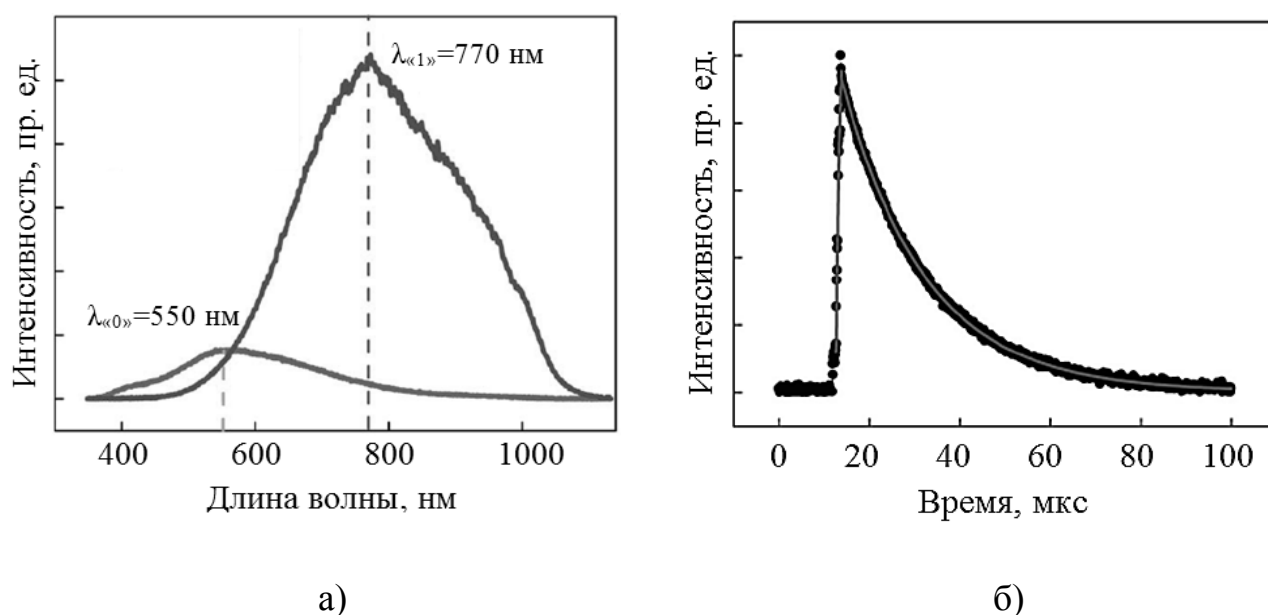 Интенсивность, пр. ед.
λ«1»=770 нм
λ«0»=550 нм
400 600 800 1000
Длина волны, нм
а)
Интенсивность, пр. ед.
0 20 40 60 80 100
Время, мкс
б)